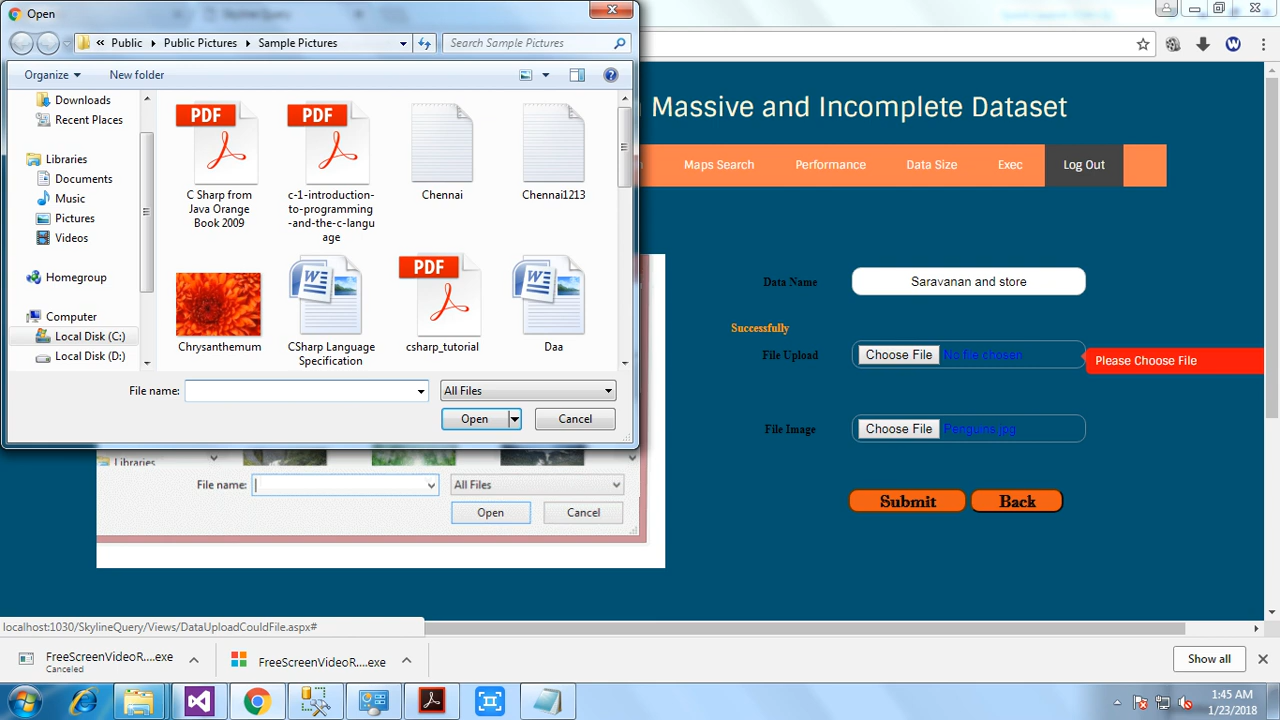 Open
Skyline Query
Public
Public Pictures
Sample Pictures
Search Sample Pictures
Organize
New folder
Downloads
Recent Places
Libraries
Documents
Music
Pictures
Videos
Homegroup
Computer
Local Disk (C:)
Local Disk (D:)
PDF
C Sharp from
Java Orange
Book 2009
PDF
c-1-introduction-
to-programming
-and-the-c-langu
age
Chennai
Chennai1213
Chrysanthemum
CSharp Language
Specification
PDF
csharp_tutorial
Daa
File name:
All Files
Open
Cancel
Massive and Incomplete Dataset
Maps Search
Performance
Data Size
Exec
Log Out
Data Name
Saravanan and store
Successfully
File Upload
Choose File
No file chosen
Please Choose File
File Image
Choose File
Penguins.jpg
Submit
Back
Libraries
File name:
All Files
Open
Cancel
localhost:1030/SkylineQuery/Views/DataUploadCouldFile.aspx#
FreeScreenVideoR....exe
Canceled
FreeScreenVideoR....exe
Show all
1:45 AM
1/23/2018